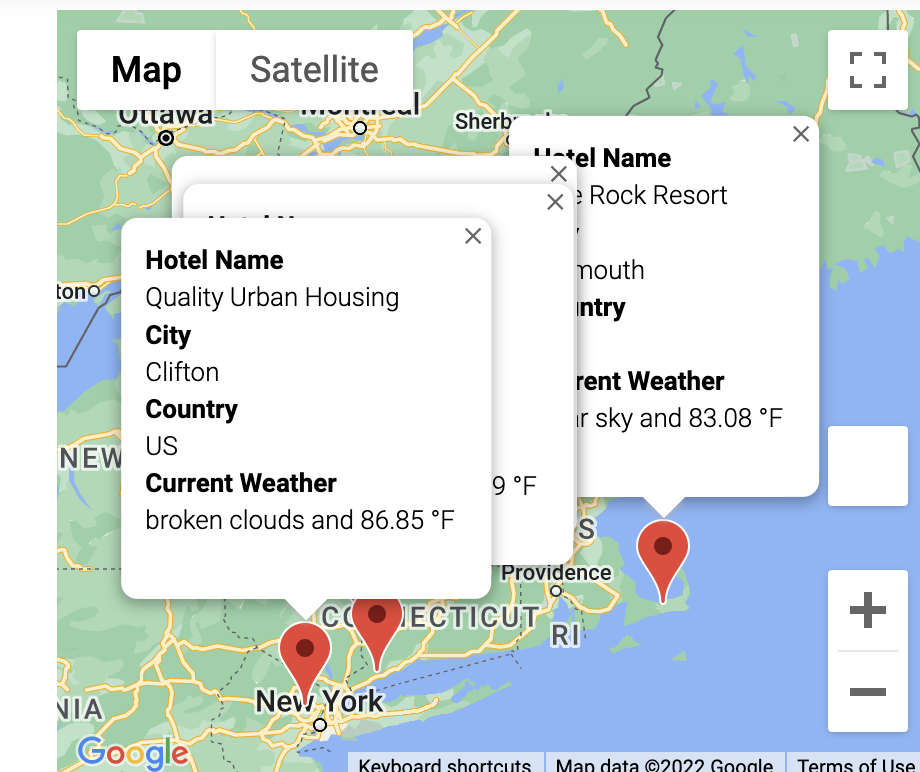 Map
Satellite
Ottawa
Montreal
Sherb
Hotel Name
e Rock Resort
mouth
ntry
rent Weather
r sky and 83.08 °F
Hotel N
9 °F
Hotel Name
Quality Urban Housing
City
Clifton
Country
US
Current Weather
broken clouds and 86.85 °F
ton
NEW
S
Providence
CONNECTICUT
RI
New York
NIA
Google
Keyboard shortcuts
Map data ©2022 Google
Terms of Use